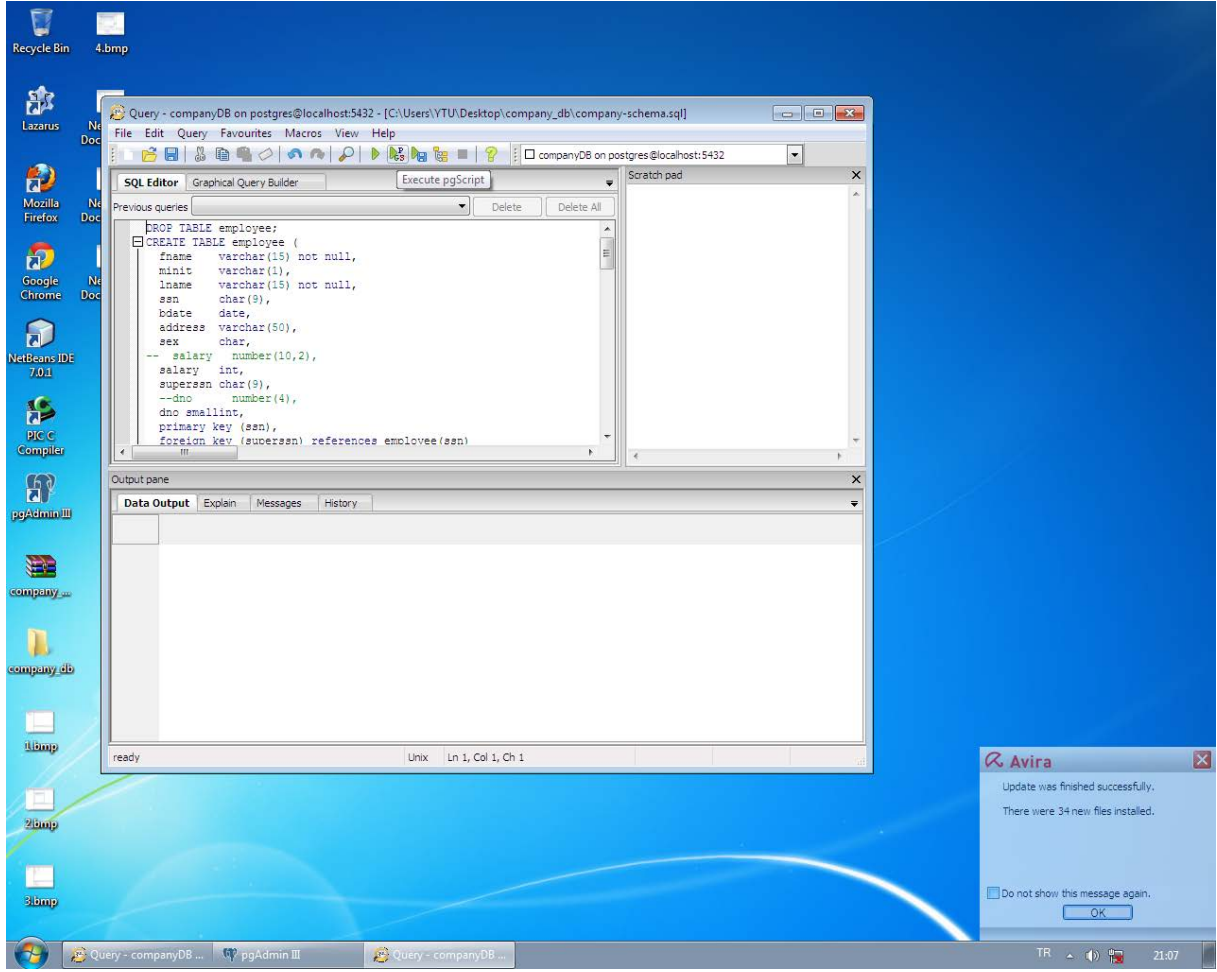 Recycle Bin
4.bmp
Lazarus
Ne
Doc
Mozilla
Firefox
Ne
Doc
Google
Chrome
Ne
Doc
NetBeans IDE
7.0.1
PIC C
Compiler
pgAdmin III
company_...
company_db
1.bmp
2.bmp
3.bmp
Query - companyDB on postgres@localhost:5432 - [C:\Users\YTU\Desktop\company_db\company-schema.sql]
File Edit Query Favourites Macros View Help
companyDB on postgres@localhost:5432
Execute pgScript
SQL Editor Graphical Query Builder
Scratch pad
Previous queries Delete Delete All
DROP TABLE employee;
CREATE TABLE employee (
fname varchar(15) not null,
minit varchar(1),
lname varchar(15) not null,
ssn char(9),
bdate date,
address varchar(50),
sex char,
-- salary number(10,2),
salary int,
superssn char(9),
--dno number(4),
dno smallint,
primary key (ssn),
foreign key (superssn) references employee(ssn)
Output pane
Data Output Explain Messages History
ready Unix Ln 1, Col 1, Ch 1
Avira
Update was finished successfully.
There were 34 new files installed.
Do not show this message again.
OK
Query - companyDB ... pgAdmin III Query - companyDB ... TR 21:07